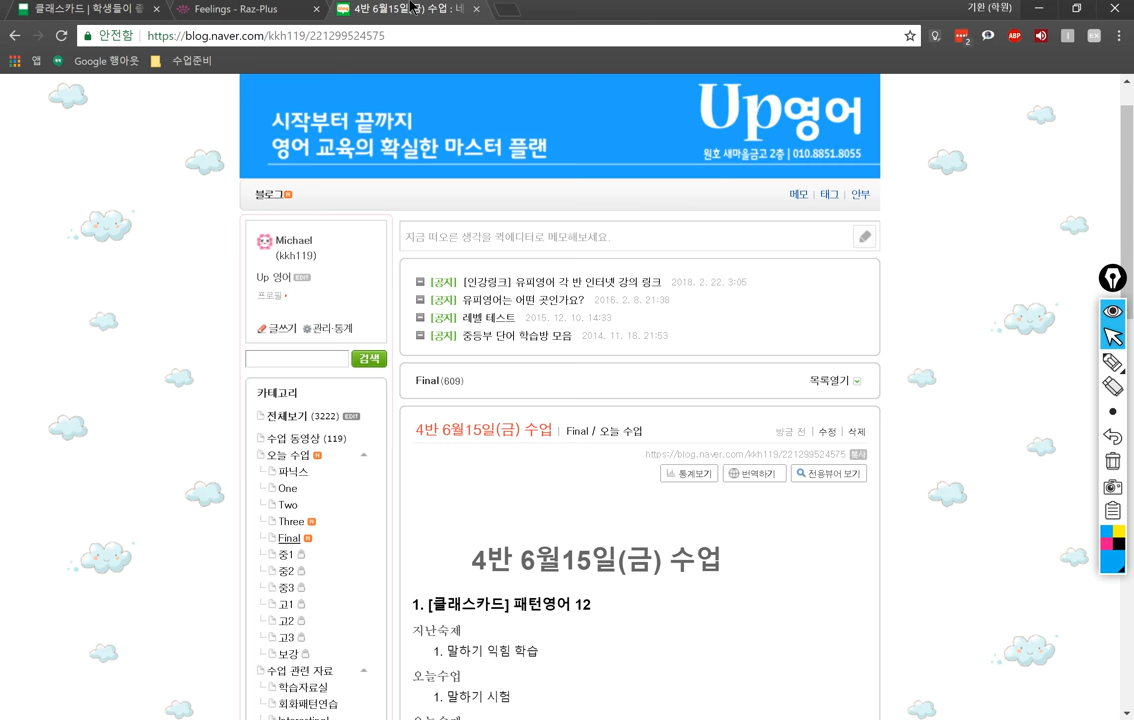 클래스카드 | 학생들이 좋
Feelings - Raz-Plus
4반 6월15일(금) 수업 : 네
기환 (학원)
안전함
https://blog.naver.com/kkh119/221299524575
ABP
2
앱
Google 행아웃
수업준비
시작부터 끝까지
영어 교육의 확실한 마스터 플랜
Up영어
원호 새마을금고 2층 | 010.8851.8055
블로그
메모 | 태그 | 안부
Michael
(kkh119)
Up 영어 EDIT
프로필
글쓰기 관리·통계
검색
카테고리
전체보기 (3222) EDIT
수업 동영상 (119)
오늘 수업
파닉스
One
Two
Three
Final
중1
중2
중3
고1
고2
고3
보강
수업 관련 자료
학습자료실
회화패턴연습
지금 떠오른 생각을 퀵에디터로 메모해보세요.
[공지] [인강링크] 유피영어 각 반 인터넷 강의 링크 2018. 2. 22. 3:05
[공지] 유피영어는 어떤 곳인가요? 2016. 2. 8. 21:38
[공지] 레벨 테스트 2015. 12. 10. 14:33
[공지] 중등부 단어 학습방 모음 2014. 11. 18. 21:53
Final (609)
목록열기
4반 6월15일(금) 수업 | Final / 오늘 수업
방금 전 | 수정 | 삭제
https://blog.naver.com/kkh119/221299524575 복사
통계보기
번역하기
전용뷰어 보기
4반 6월15일(금) 수업
1. [클래스카드] 패턴영어 12
지난숙제
1. 말하기 익힘 학습
오늘수업
1. 말하기 시험